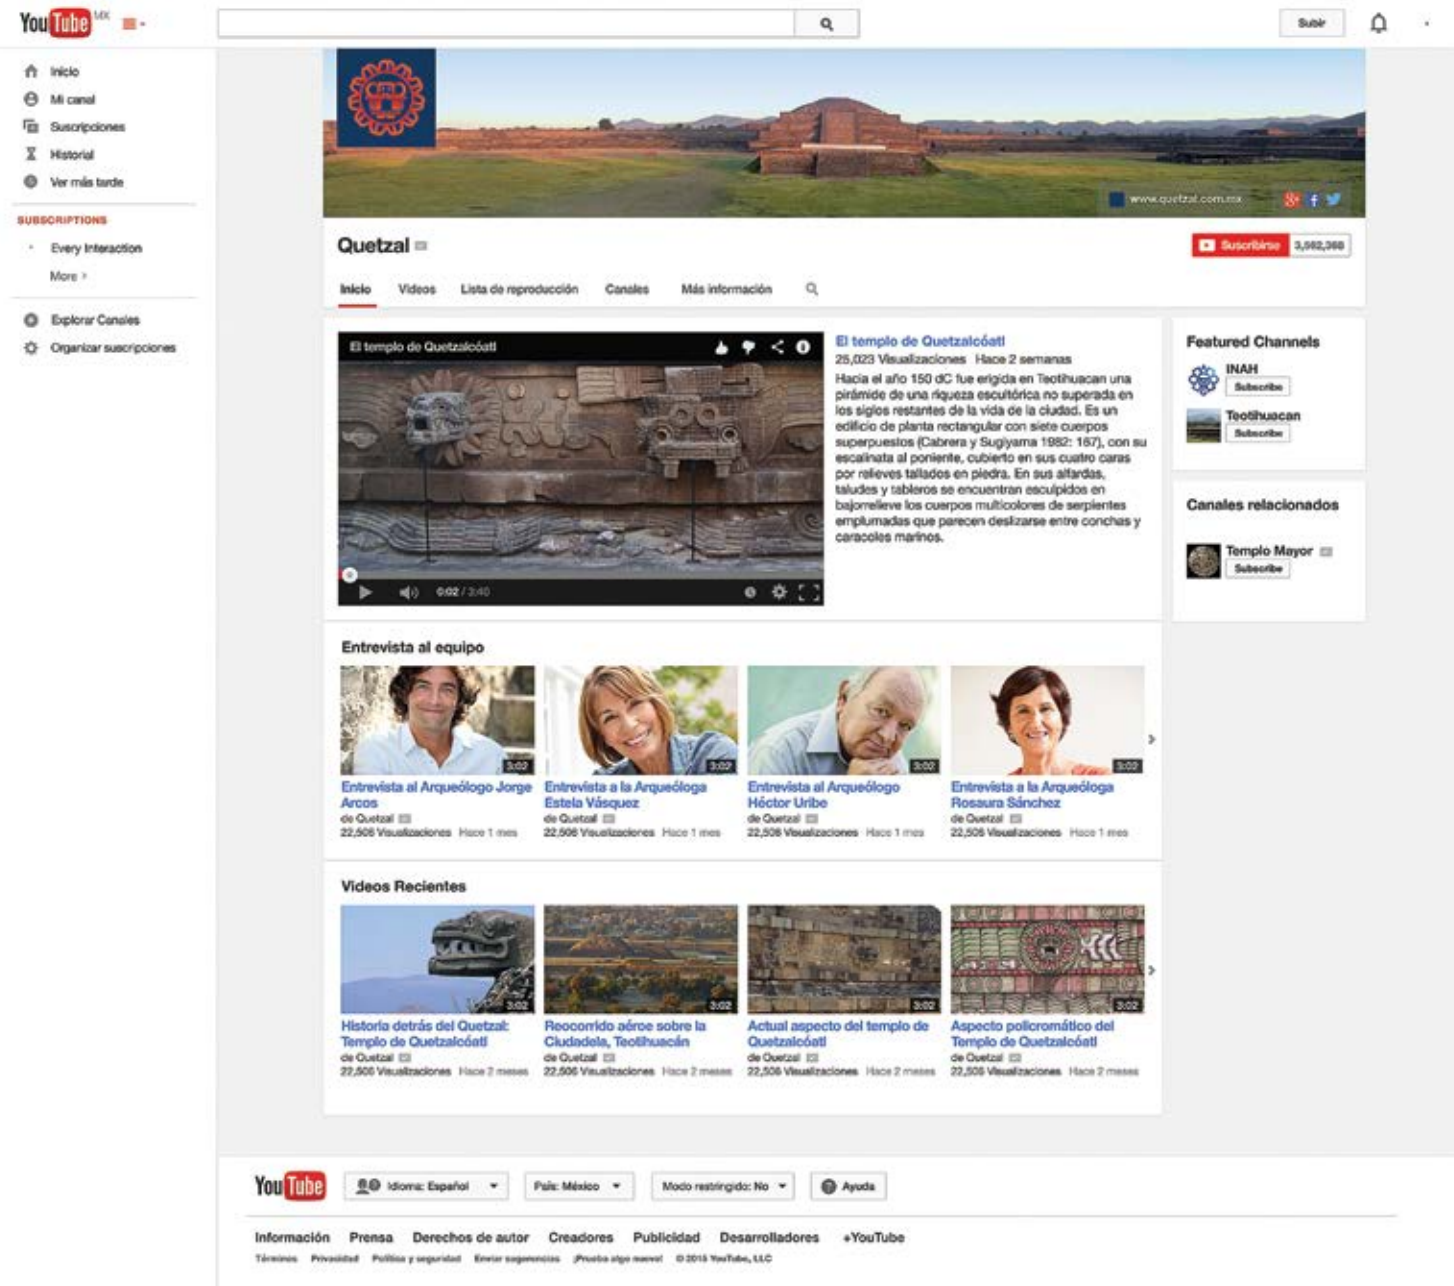 YouTube MX
Subir
Inicio
Mi canal
Suscripciones
Historial
Ver más tarde
SUBSCRIPTIONS
Every Interaction
More >
Explorar Canales
Organizar suscripciones
www.quetzal.com.mx
Quetzal
Suscribirse
Inicio Videos Lista de reproducción Canales Más información
El templo de Quetzalcóatl
0:02 / 3:40
El templo de Quetzalcóatl
25,023 Visualizaciones Hace 2 semanas
Hacia el año 150 dC fue erigida en Teotihuacan una
pirámide de una riqueza escultórica no superada en
los siglos restantes de la vida de la ciudad. Es un
edificio de planta rectangular con siete cuerpos
superpuestos (Cabrera y Sugiyama 1982: 167), con su
escalinata al poniente, cubierto en sus cuatro caras
por relieves tallados en piedra. En sus alfardas,
taludes y tableros se encuentran esculpidos en
bajorrelieve los cuerpos multicolores de serpientes
emplumadas que parecen deslizarse entre conchas y
caracoles marinos.
Featured Channels
INAH
Subscribe
Teotihuacan
Subscribe
Canales relacionados
Templo Mayor
Subscribe
Entrevista al equipo
3:02 3:02 3:02 3:02
Entrevista al Arqueólogo Jorge
Arcos
de Quetzal
22,506 Visualizaciones Hace 1 mes
Entrevista a la Arqueóloga
Estela Vásquez
de Quetzal
22,506 Visualizaciones Hace 1 mes
Entrevista al Arqueólogo
Héctor Uribe
de Quetzal
22,506 Visualizaciones Hace 1 mes
Entrevista a la Arqueóloga
Rosaura Sánchez
de Quetzal
22,506 Visualizaciones Hace 1 mes
Videos Recientes
3:02 3:02 3:02 3:02
Historia detrás del Quetzal:
Templo de Quetzalcóatl
de Quetzal
22,506 Visualizaciones Hace 2 meses
Reocorrido aéroe sobre la
Ciudadela, Teotihuacán
de Quetzal
22,506 Visualizaciones Hace 2 meses
Actual aspecto del templo de
Quetzalcóatl
de Quetzal
22,506 Visualizaciones Hace 2 meses
Aspecto policromático del
Templo de Quetzalcóatl
de Quetzal
22,506 Visualizaciones Hace 2 meses
YouTube
Idioma: Español
País: México
Modo restringido: No
Ayuda
Información Prensa Derechos de autor Creadores Publicidad Desarrolladores +YouTube
Términos Privacidad Política y seguridad Enviar sugerencias ¡Prueba algo nuevo! © 2015 YouTube, LLC